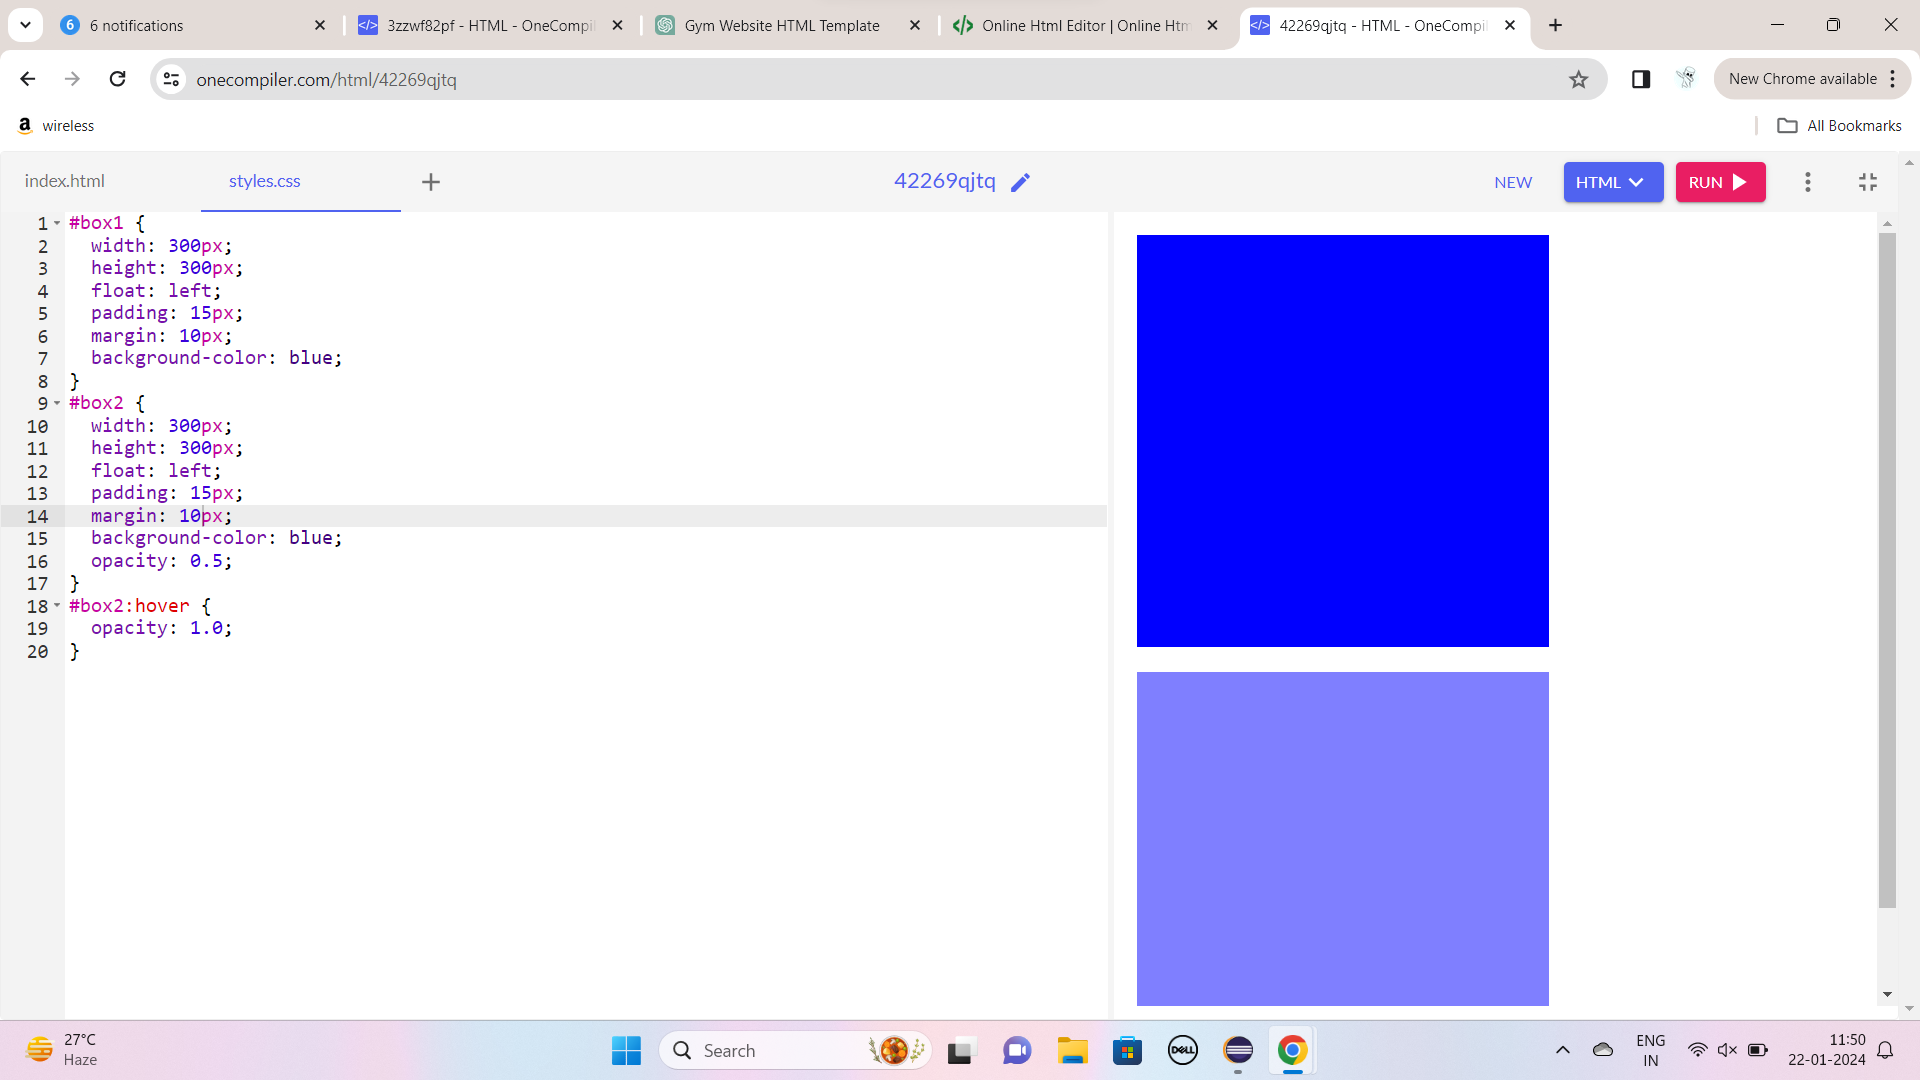 6 6 notifications
3zzwf82pf - HTML - OneCompil
Gym Website HTML Template
Online Html Editor | Online Htm
42269qjtq - HTML - OneCompil
onecompiler.com/html/42269qjtq
New Chrome available
a wireless
All Bookmarks
index.html
styles.css
42269qjtq
NEW
HTML
RUN
1 #box1 {
2 width: 300px;
3 height: 300px;
4 float: left;
5 padding: 15px;
6 margin: 10px;
7 background-color: blue;
8 }
9 #box2 {
10 width: 300px;
11 height: 300px;
12 float: left;
13 padding: 15px;
14 margin: 10px;
15 background-color: blue;
16 opacity: 0.5;
17 }
18 #box2:hover {
19 opacity: 1.0;
20 }
27°C
Haze
Search
DELL
ENG
IN
11:50
22-01-2024